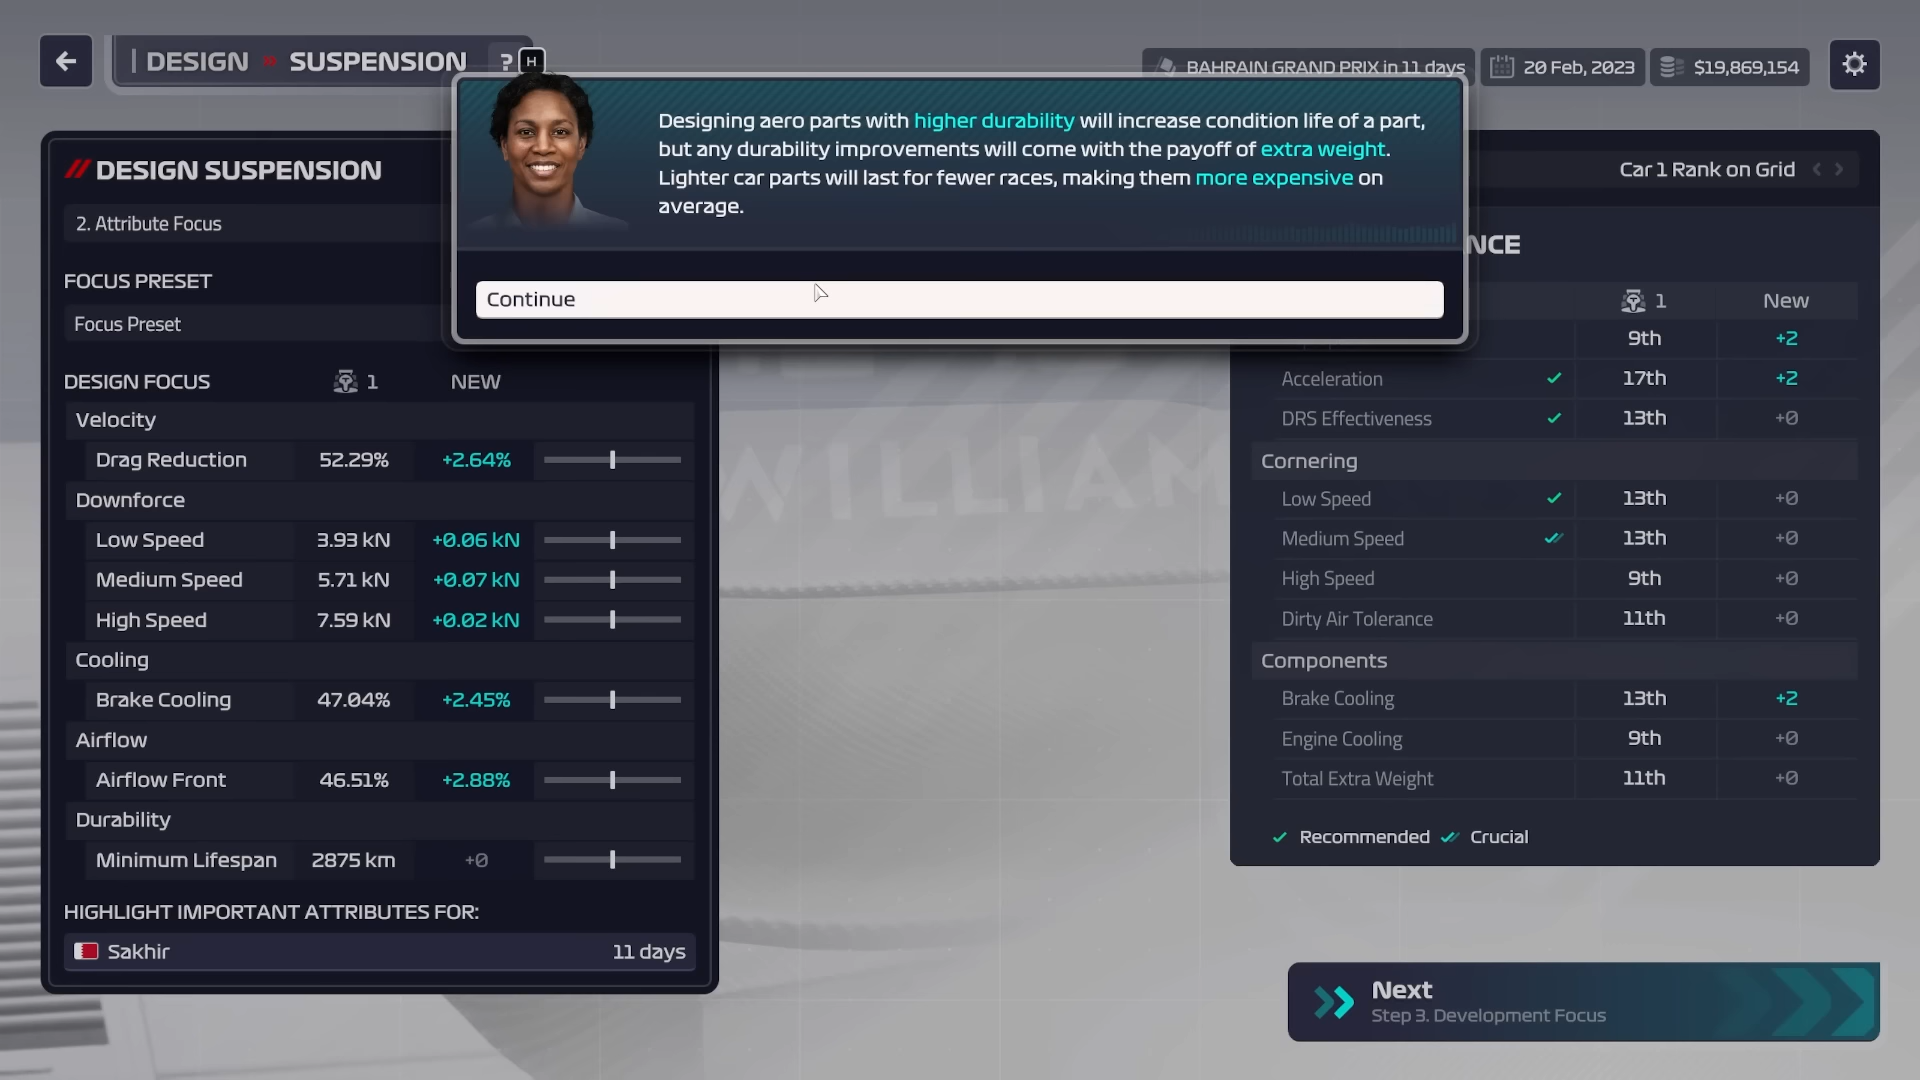 DESIGN » SUSPENSION ? H
BAHRAIN GRAND PRIX in 11 days
20 Feb, 2023
$19,869,154
Designing aero parts with higher durability will increase condition life of a part,
but any durability improvements will come with the payoff of extra weight.
Lighter car parts will last for fewer races, making them more expensive on
average.
Continue
// DESIGN SUSPENSION
2. Attribute Focus
FOCUS PRESET
Focus Preset
DESIGN FOCUS 1 NEW
Velocity
Drag Reduction 52.29% +2.64%
Downforce
Low Speed 3.93 kN +0.06 kN
Medium Speed 5.71 kN +0.07 kN
High Speed 7.59 kN +0.02 kN
Cooling
Brake Cooling 47.04% +2.45%
Airflow
Airflow Front 46.51% +2.88%
Durability
Minimum Lifespan 2875 km +0
HIGHLIGHT IMPORTANT ATTRIBUTES FOR:
Sakhir 11 days
WILLIAM
Car 1 Rank on Grid
NCE
1 New
9th +2
Acceleration 17th +2
DRS Effectiveness 13th +0
Cornering
Low Speed 13th +0
Medium Speed 13th +0
High Speed 9th +0
Dirty Air Tolerance 11th +0
Components
Brake Cooling 13th +2
Engine Cooling 9th +0
Total Extra Weight 11th +0
Recommended Crucial
Next
Step 3. Development Focus